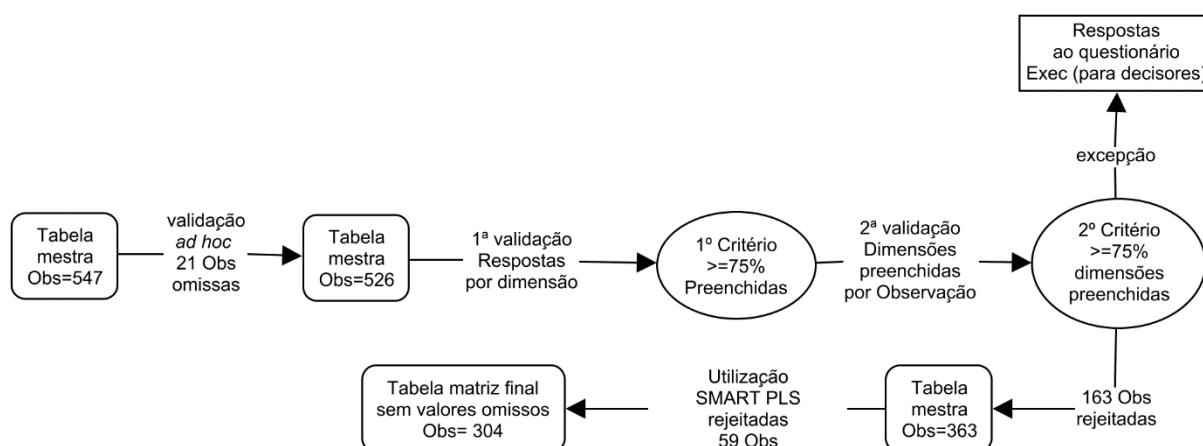 Tabela
mestra
Obs=547
validação
ad hoc
21 Obs
omissas
Tabela
mestra
Obs=526
1ª validação
Respostas
por dimensão
1º Critério
>=75%
Preenchidas
2ª validação
Dimensões
preenchidas
por Observação
2º Critério
>=75%
dimensões
preenchidas
excepção
Respostas
ao questionário
Exec (para decisores)
163 Obs
rejeitadas
Tabela
mestra
Obs=363
Utilização
SMART PLS
rejeitadas
59 Obs
Tabela matriz final
sem valores omissos
Obs= 304